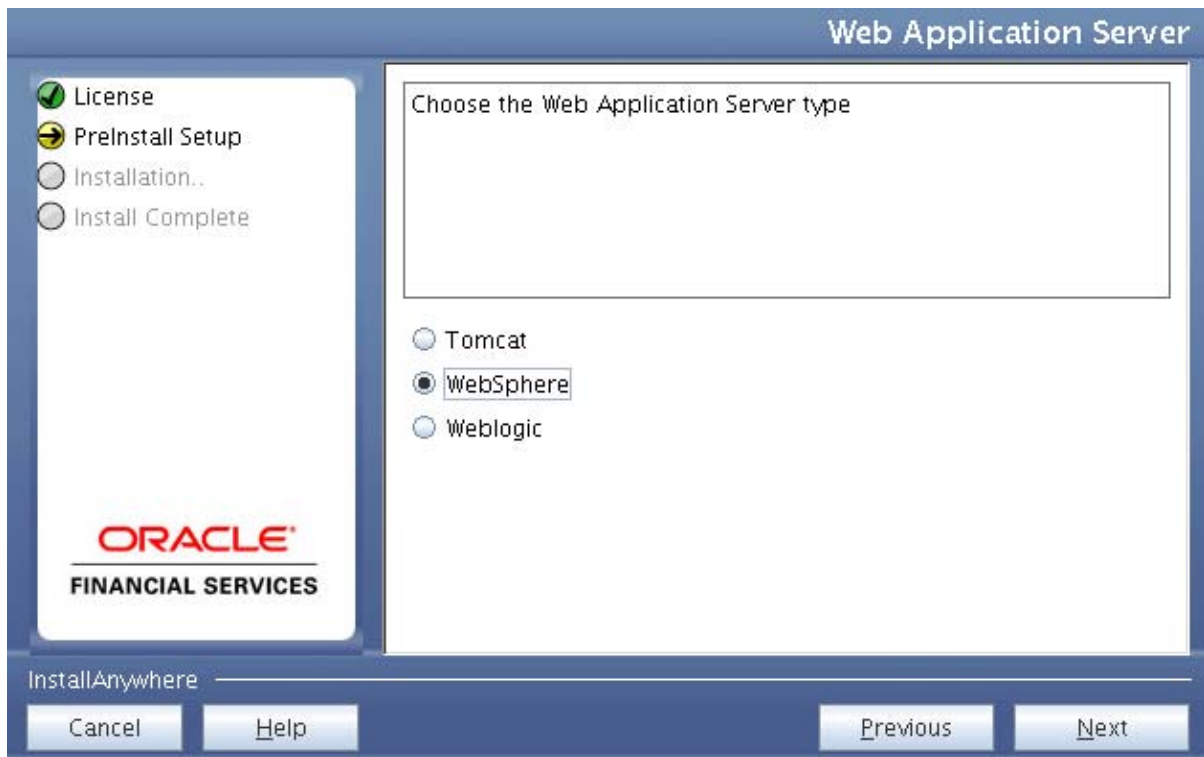 Web Application Server
License
PreInstall Setup
Installation..
Install Complete
ORACLE
FINANCIAL SERVICES
Choose the Web Application Server type
Tomcat
WebSphere
Weblogic
InstallAnywhere
Cancel
Help
Previous
Next